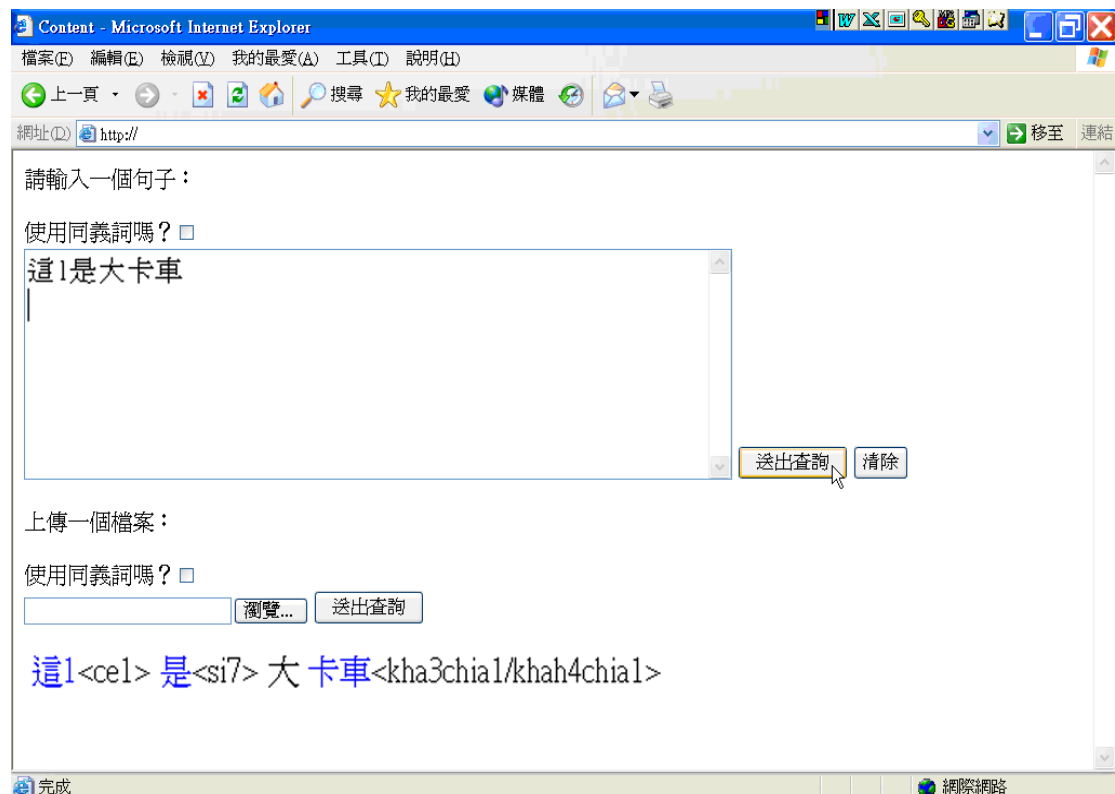 Content - Microsoft Internet Explorer
檔案(F) 編輯(E) 檢視(V) 我的最愛(A) 工具(T) 說明(H)
上一頁 搜尋 我的最愛 媒體
網址(D) http:// 移至 連結
請輸入一個句子：
使用同義詞嗎？
這1是大卡車
送出查詢 清除
上傳一個檔案：
使用同義詞嗎？
瀏覽... 送出查詢
這1<ce1> 是<si7> 大 卡車<kha3chia1/khah4chia1>
完成 網際網路